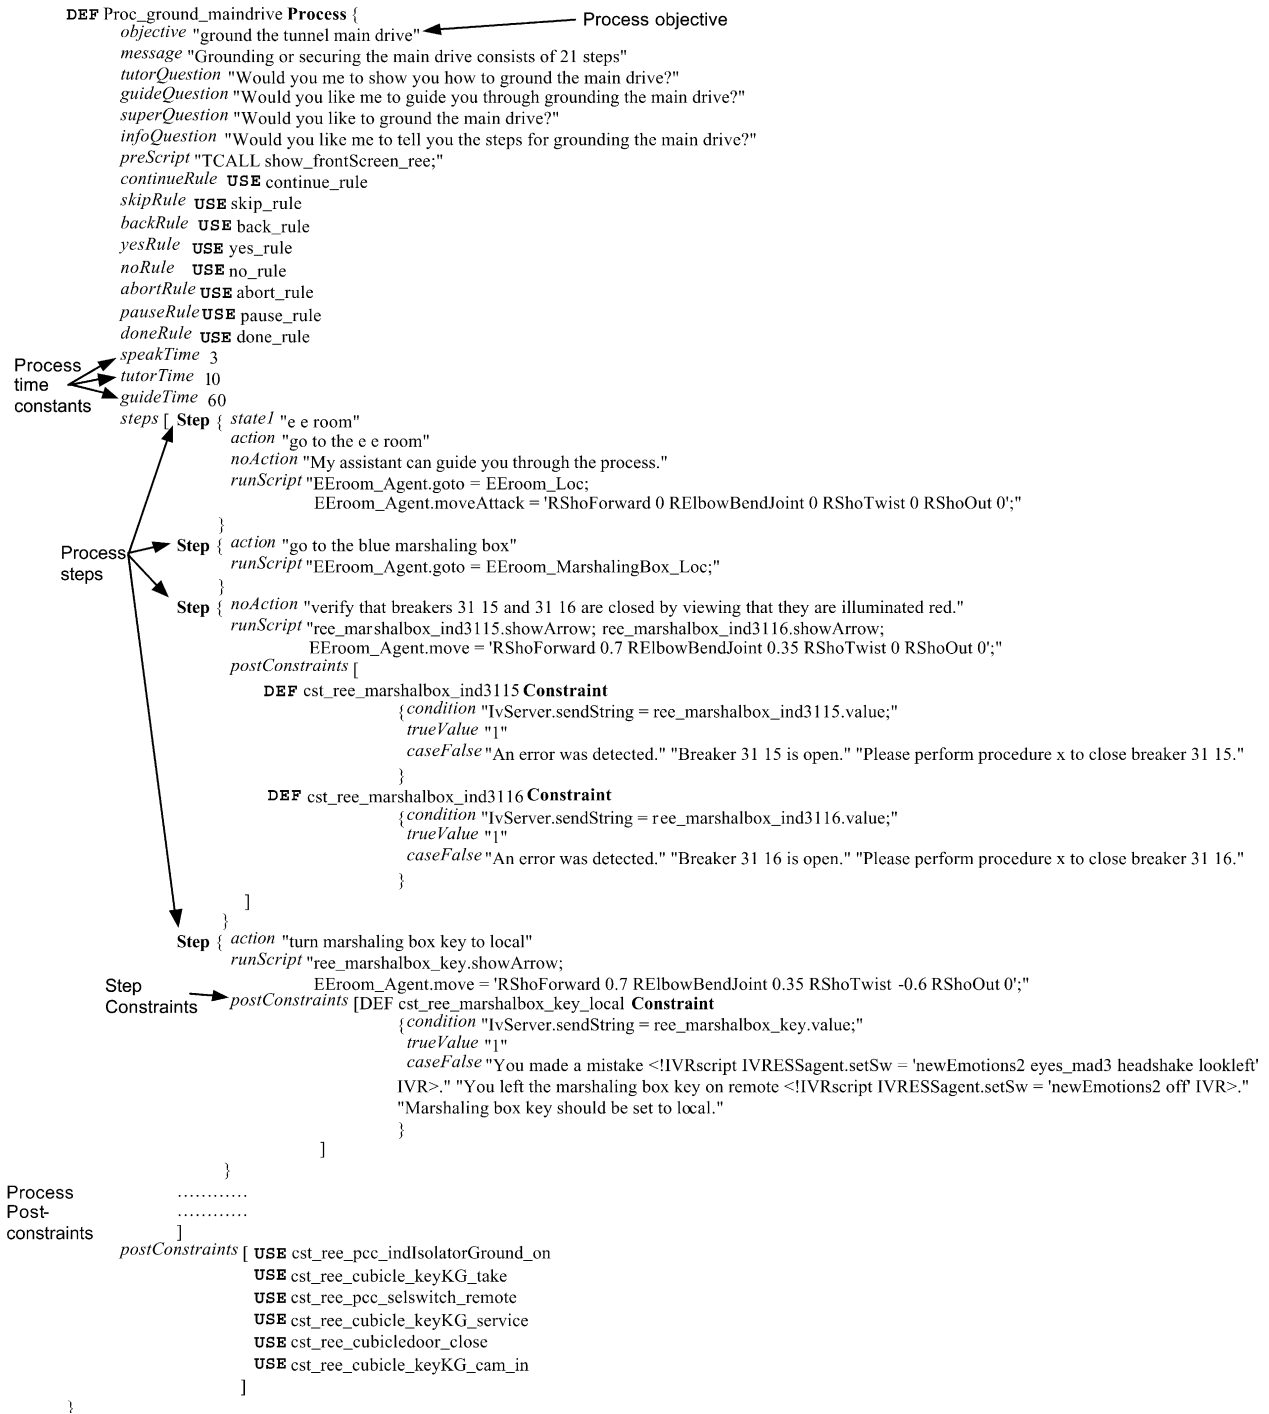 DEF Proc_ground_maindrive Process {
Process objective
objective "ground the tunnel main drive"
message "Grounding or securing the main drive consists of 21 steps"
tutorQuestion "Would you me to show you how to ground the main drive?"
guideQuestion "Would you like me to guide you through grounding the main drive?"
superQuestion "Would you like to ground the main drive?"
infoQuestion "Would you like me to tell you the steps for grounding the main drive?"
preScript "TCALL show_frontScreen_ree;"
continueRule USE continue_rule
skipRule USE skip_rule
backRule USE back_rule
yesRule USE yes_rule
noRule USE no_rule
abortRule USE abort_rule
pauseRule USE pause_rule
doneRule USE done_rule
Process
time
constants
speakTime 3
tutorTime 10
guideTime 60
steps [ Step { state1 "e e room"
action "go to the e e room"
noAction "My assistant can guide you through the process."
runScript "EEroom_Agent.goto = EEroom_Loc;
EEroom_Agent.moveAttack = 'RShoForward 0 RElbowBendJoint 0 RShoTwist 0 RShoOut 0';"
}
Process
steps
Step { action "go to the blue marshaling box"
runScript "EEroom_Agent.goto = EEroom_MarshalingBox_Loc;"
}
Step { noAction "verify that breakers 31 15 and 31 16 are closed by viewing that they are illuminated red."
runScript "ree_marshalbox_ind3115.showArrow; ree_marshalbox_ind3116.showArrow;
EEroom_Agent.move = 'RShoForward 0.7 RElbowBendJoint 0.35 RShoTwist 0 RShoOut 0';"
postConstraints [
DEF cst_ree_marshalbox_ind3115 Constraint
{ condition "IvServer.sendString = ree_marshalbox_ind3115.value;"
trueValue "1"
caseFalse "An error was detected." "Breaker 31 15 is open." "Please perform procedure x to close breaker 31 15."
}
DEF cst_ree_marshalbox_ind3116 Constraint
{ condition "IvServer.sendString = ree_marshalbox_ind3116.value;"
trueValue "1"
caseFalse "An error was detected." "Breaker 31 16 is open." "Please perform procedure x to close breaker 31 16."
}
]
}
Step { action "turn marshaling box key to local"
runScript "ree_marshalbox_key.showArrow;
EEroom_Agent.move = 'RShoForward 0.7 RElbowBendJoint 0.35 RShoTwist -0.6 RShoOut 0';"
Step
Constraints
postConstraints [DEF cst_ree_marshalbox_key_local Constraint
{ condition "IvServer.sendString = ree_marshalbox_key.value;"
trueValue "1"
caseFalse "You made a mistake <!IVRscript IVRESSagent.setSw = 'newEmotions2 eyes_mad3 headshake lookleft'
IVR>." "You left the marshaling box key on remote <!IVRscript IVRESSagent.setSw = 'newEmotions2 off' IVR>."
"Marshaling box key should be set to local."
}
]
}
Process
Post-
constraints
............
............
]
postConstraints [ USE cst_ree_pcc_indIsolatorGround_on
USE cst_ree_cubicle_keyKG_take
USE cst_ree_pcc_selswitch_remote
USE cst_ree_cubicle_keyKG_service
USE cst_ree_cubicledoor_close
USE cst_ree_cubicle_keyKG_cam_in
]
}